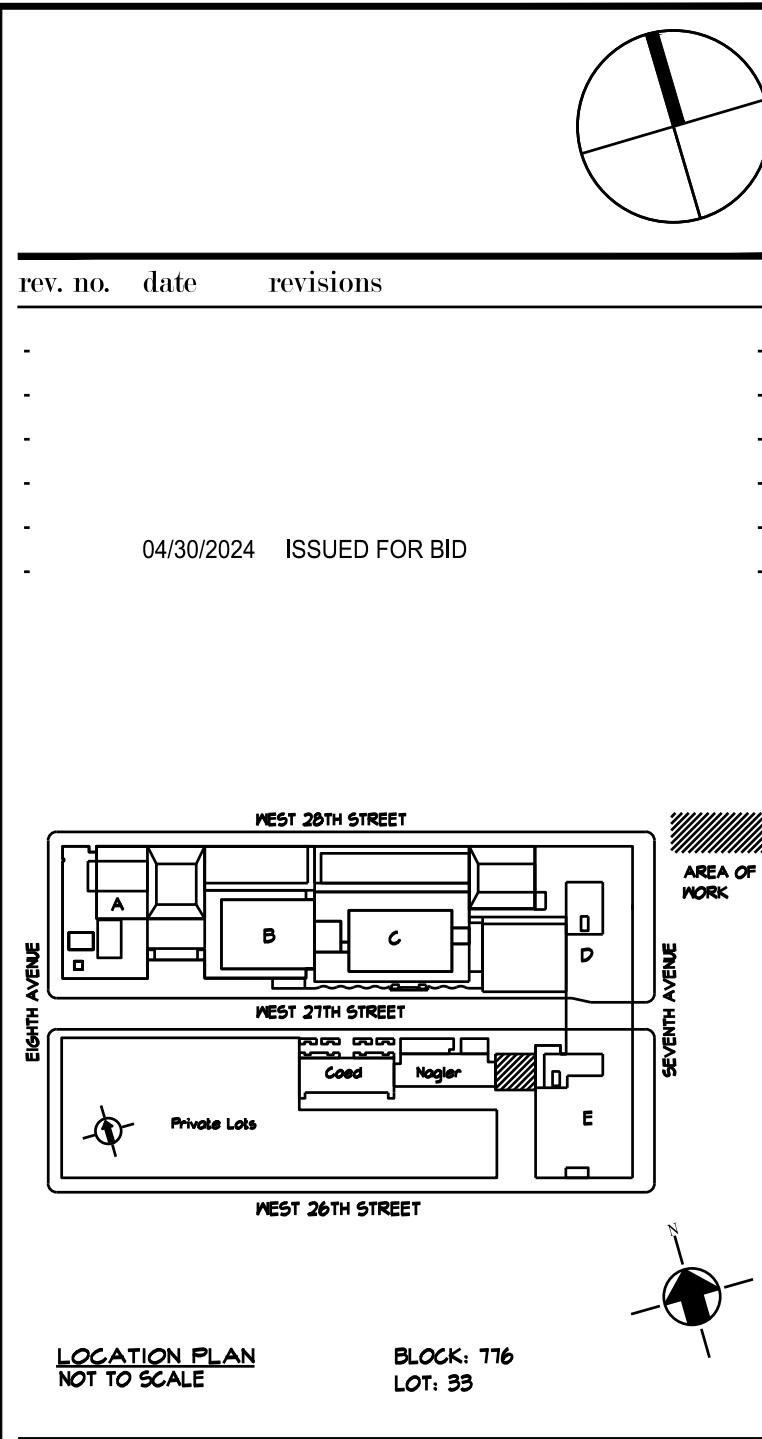 rev. no. date revisions
-
-
-
-
-
-
-
-
-
-
04/30/2024 ISSUED FOR BID
-
-
WEST 28TH STREET
AREA OF
WORK
A
B
C
D
EIGHTH AVENUE
SEVENTH AVENUE
WEST 27TH STREET
Coed
Nagler
E
Private Lots
WEST 26TH STREET
N
LOCATION PLAN
NOT TO SCALE
BLOCK: 776
LOT: 33